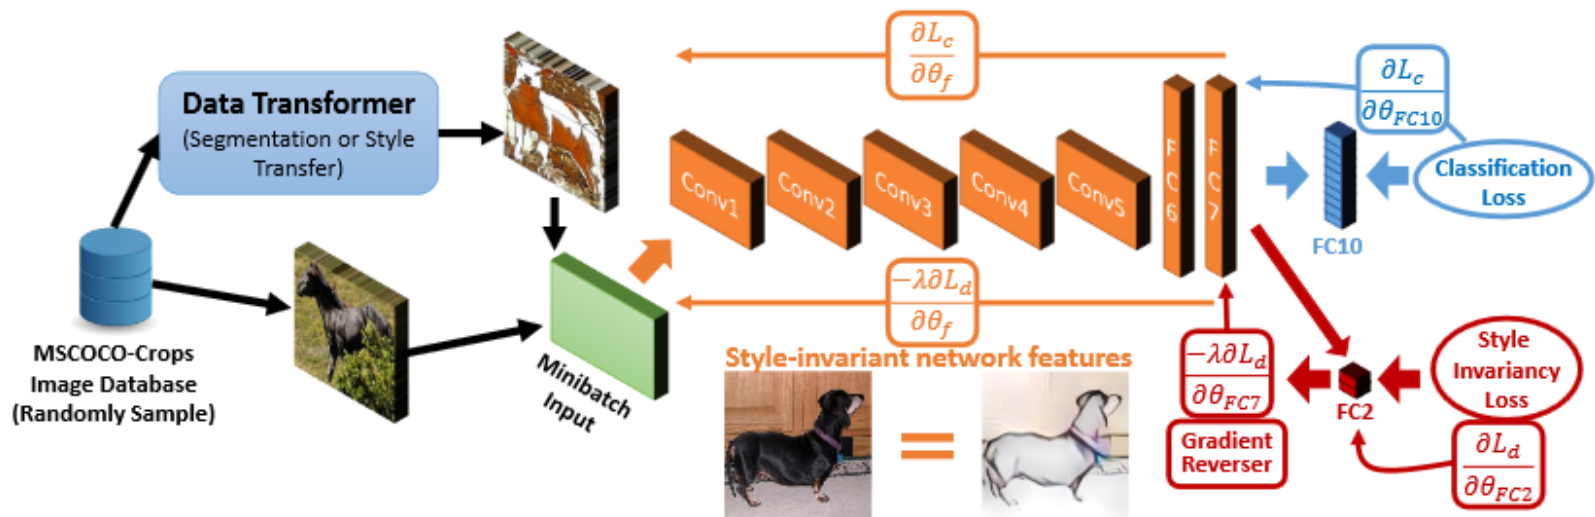 Data Transformer
(Segmentation or Style
Transfer)
MSCOCO-Crops
Image Database
(Randomly Sample)
Minibatch
Input
∂L_c
∂θ_f
Conv1
Conv2
Conv3
Conv4
Conv5
FC6
FC7
−λ∂L_d
∂θ_f
Style-invariant network features
=
∂L_c
∂θ_FC10
Classification
Loss
FC10
−λ∂L_d
∂θ_FC7
Gradient
Reverser
FC2
Style
Invariancy
Loss
∂L_d
∂θ_FC2